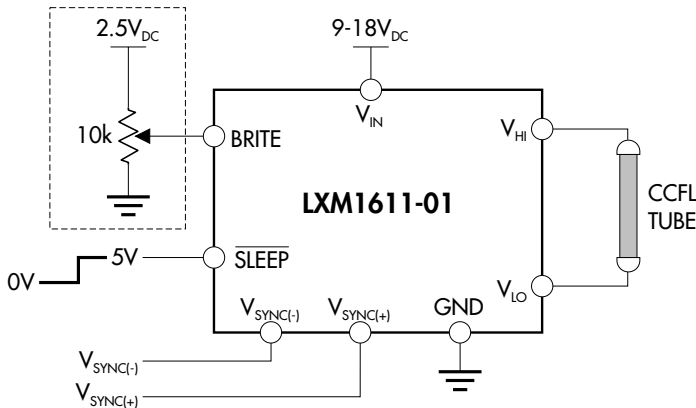 2.5VDC
9-18VDC
10k
BRITE
VIN
VHI
LXM1611-01
CCFL
TUBE
0V
5V
SLEEP
VLO
VSYNC(-)
VSYNC(+)
GND
VSYNC(-)
VSYNC(+)